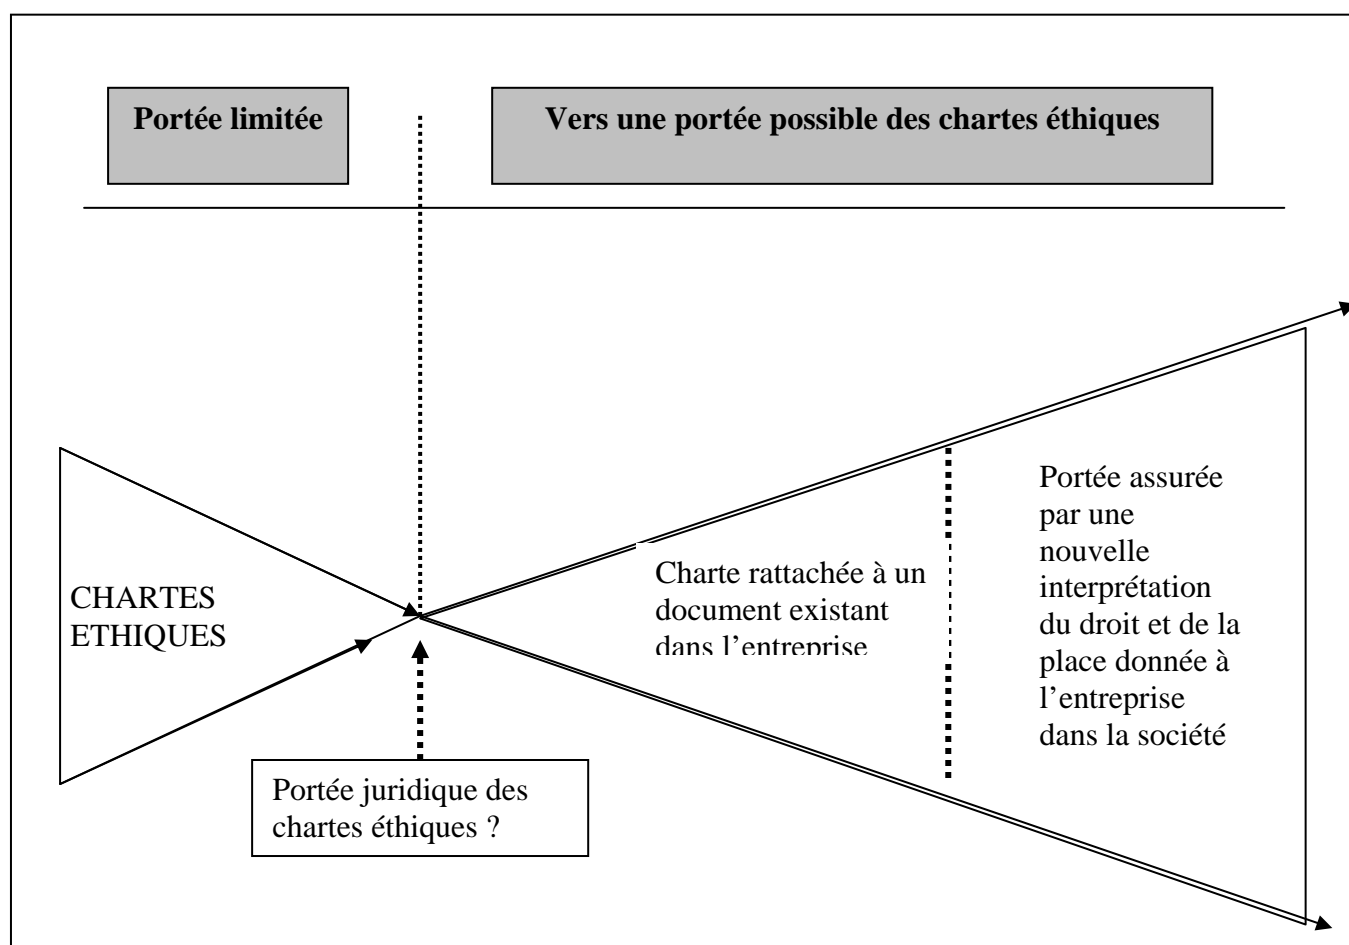 Portée limitée
Vers une portée possible des chartes éthiques
CHARTES
ETHIQUES
Portée juridique des
chartes éthiques ?
Charte rattachée à un
document existant
dans l’entreprise
Portée assurée
par une
nouvelle
interprétation
du droit et de la
place donnée à
l’entreprise
dans la société